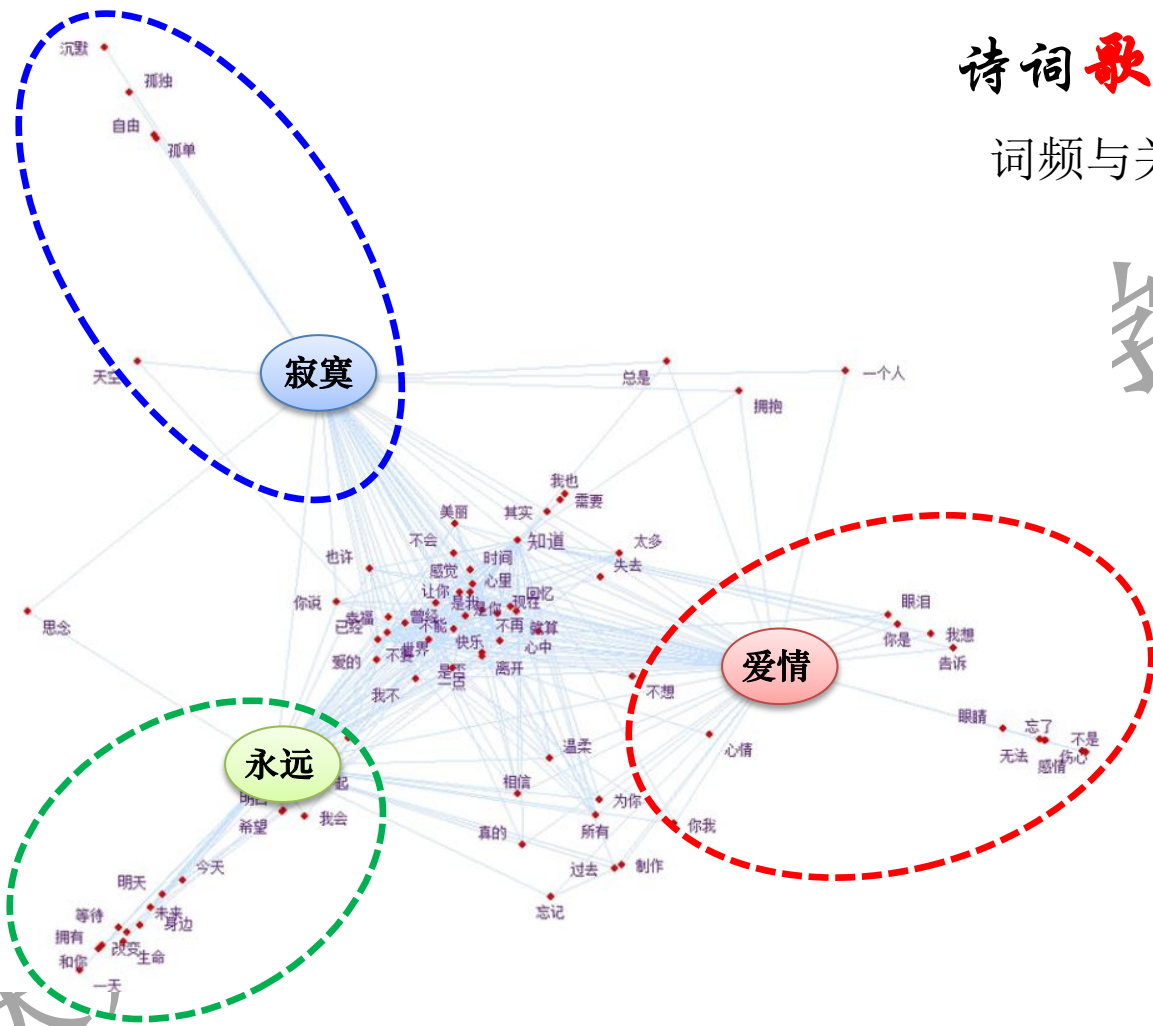 诗词歌
词频与关
沉默
孤独
自由
孤单
寂寞
天空
总是
一个人
拥抱
我也
需要
其实
美丽
知道
不会
太多
时间
失去
也许
感觉
心里
让你
回忆
你说
是我
是你
现在
幸福
曾经
已经
不能
不再
就算
眼泪
你是
我想
告诉
思念
世界
快乐
心中
不要
爱的
离开
是否
一点
爱情
我不
不想
眼睛
忘了
不是
无法
伤心
感情
心情
温柔
永远
起
相信
明白
希望
我会
为你
真的
所有
你我
过去
制作
今天
明天
忘记
等待
未来
身边
拥有
改变
生命
和你
一天